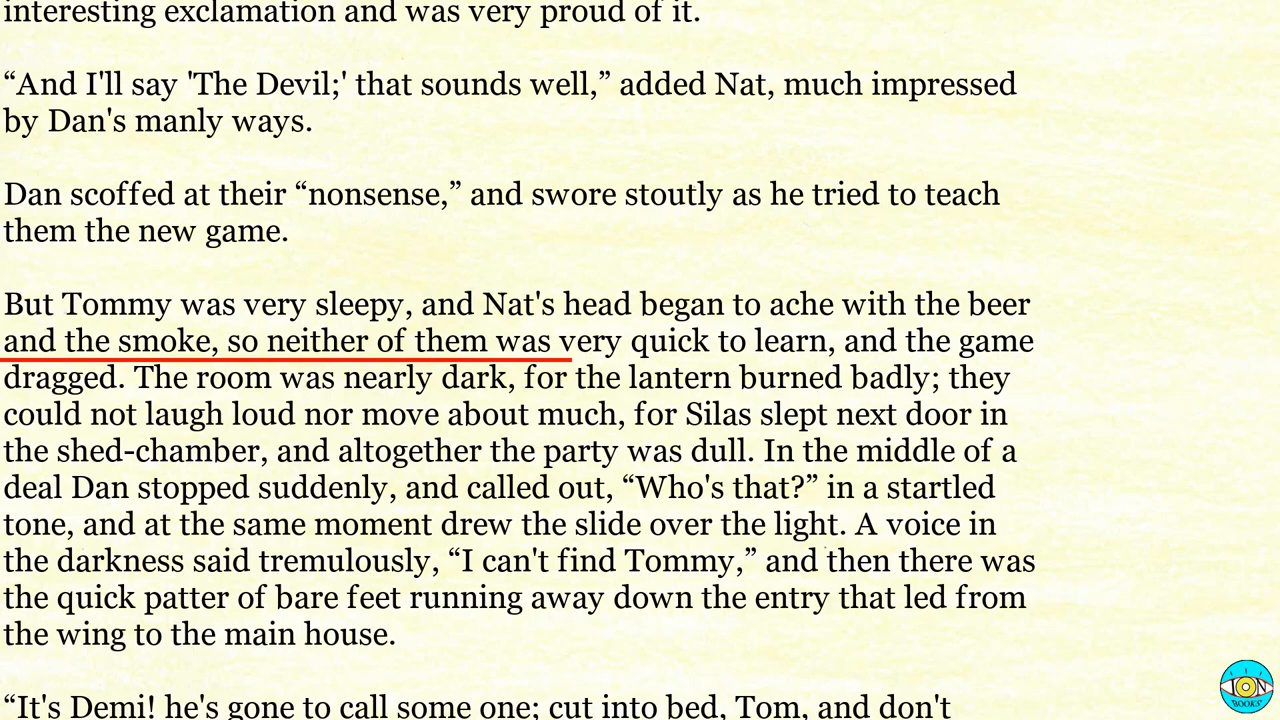 interesting exclamation and was very proud of it.
“And I'll say 'The Devil;' that sounds well,” added Nat, much impressed
by Dan's manly ways.
Dan scoffed at their “nonsense,” and swore stoutly as he tried to teach
them the new game.
But Tommy was very sleepy, and Nat's head began to ache with the beer
and the smoke, so neither of them was very quick to learn, and the game
dragged. The room was nearly dark, for the lantern burned badly; they
could not laugh loud nor move about much, for Silas slept next door in
the shed-chamber, and altogether the party was dull. In the middle of a
deal Dan stopped suddenly, and called out, “Who's that?” in a startled
tone, and at the same moment drew the slide over the light. A voice in
the darkness said tremulously, “I can't find Tommy,” and then there was
the quick patter of bare feet running away down the entry that led from
the wing to the main house.
“It's Demi! he's gone to call some one; cut into bed, Tom, and don't
ION
BOOKS